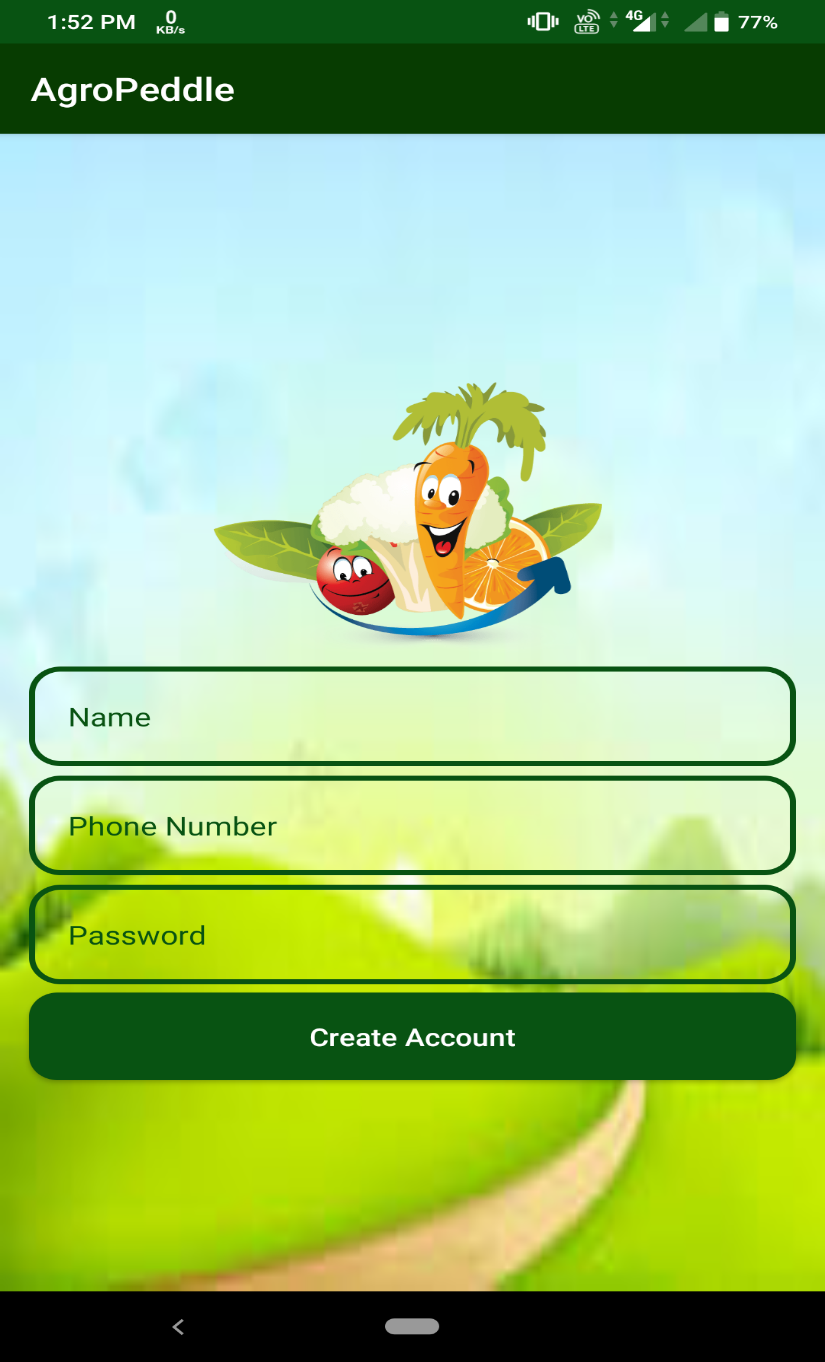 1:52 PM 0 KB/s VO LTE 4G 77%
AgroPeddle
Name
Phone Number
Password
Create Account